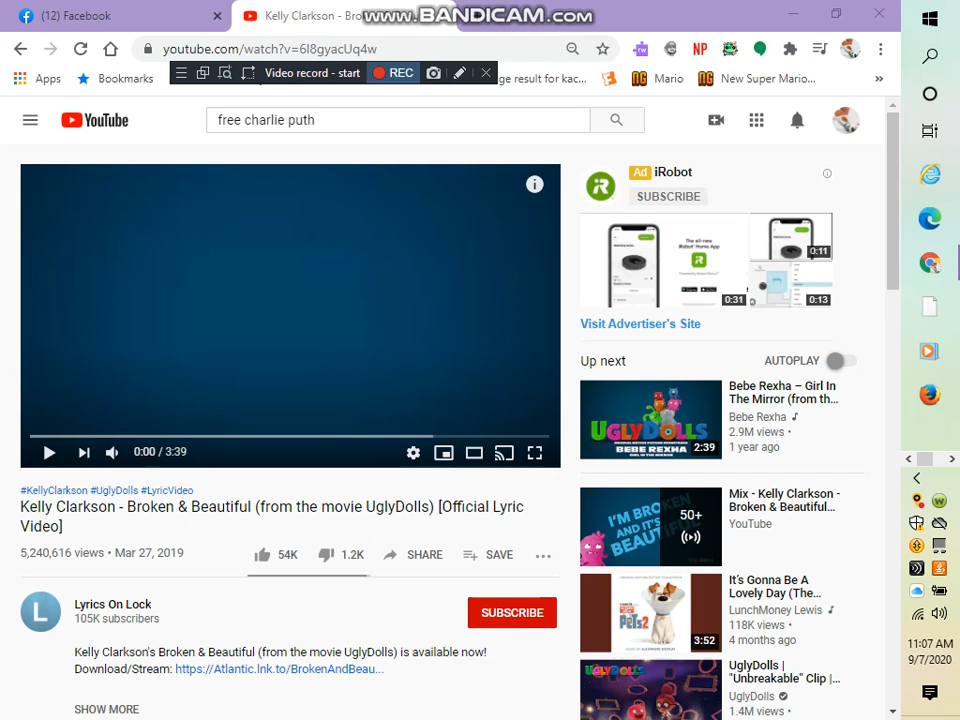 (12) Facebook
Kelly Clarkson - Bro
www.BANDICAM.com
youtube.com/watch?v=6I8gyacUq4w
Apps
Bookmarks
Video record - start
REC
ge result for kac...
Mario
New Super Mario...
NP
YouTube
free charlie puth
Ad iRobot
SUBSCRIBE
0:31
0:11
0:13
Visit Advertiser's Site
Up next
AUTOPLAY
0:00 / 3:39
UGLYDOLLS
BEBE REXHA
2:39
Bebe Rexha – Girl In
The Mirror (from th...
Bebe Rexha
2.9M views •
1 year ago
#KellyClarkson #UglyDolls #LyricVideo
Kelly Clarkson - Broken & Beautiful (from the movie UglyDolls) [Official Lyric
Video]
5,240,616 views • Mar 27, 2019
54K
1.2K
SHARE
SAVE
I'M BROKEN
AND IT'S
BEAUTIFUL
50+
Mix - Kelly Clarkson -
Broken & Beautiful...
YouTube
3:52
It's Gonna Be A
Lovely Day (The...
LunchMoney Lewis
118K views •
4 months ago
Lyrics On Lock
105K subscribers
SUBSCRIBE
Kelly Clarkson's Broken & Beautiful (from the movie UglyDolls) is available now!
Download/Stream: https://Atlantic.lnk.to/BrokenAndBeau...
SHOW MORE
UGLYDOLLS
UglyDolls |
"Unbreakable" Clip |...
UglyDolls
1.4M views •
11:07 AM
9/7/2020